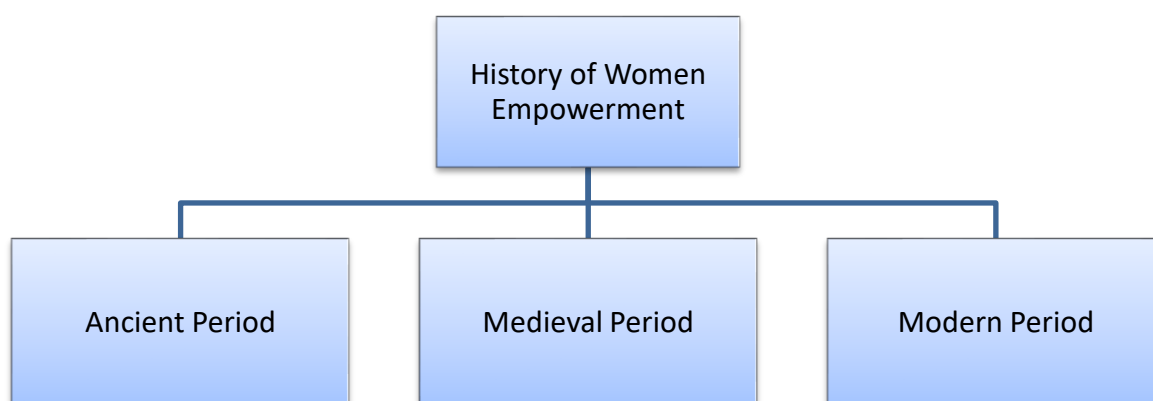 History of Women
Empowerment
Ancient Period
Medieval Period
Modern Period